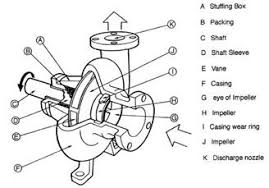 K
A
J
B
I
H
D
G
C
E
F
A Stuffing Box
B Packing
C Shaft
D Shaft Sleeve
E Vane
F Casing
G eye of Impeller
H Impeller
I Casing wear ring
J Impeller
K Discharge nozzle